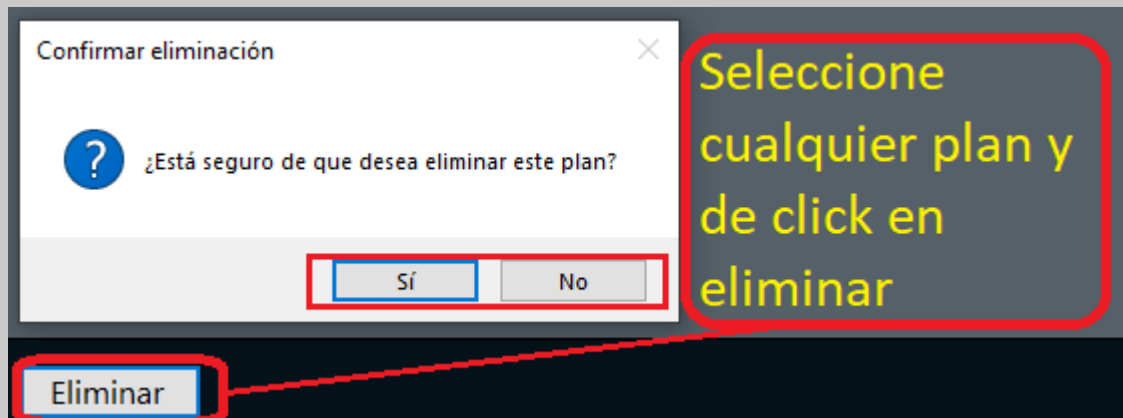 Confirmar eliminación
¿Está seguro de que desea eliminar este plan?
Sí
No
Seleccione
cualquier plan y
de click en
eliminar
Eliminar